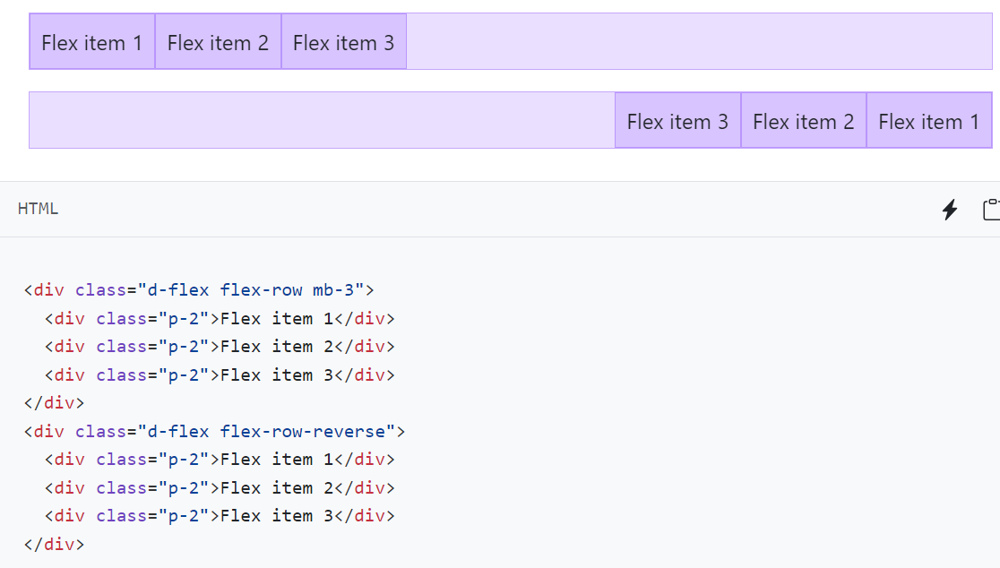 Flex item 1 Flex item 2 Flex item 3
Flex item 3 Flex item 2 Flex item 1
HTML
<div class="d-flex flex-row mb-3">
  <div class="p-2">Flex item 1</div>
  <div class="p-2">Flex item 2</div>
  <div class="p-2">Flex item 3</div>
</div>
<div class="d-flex flex-row-reverse">
  <div class="p-2">Flex item 1</div>
  <div class="p-2">Flex item 2</div>
  <div class="p-2">Flex item 3</div>
</div>